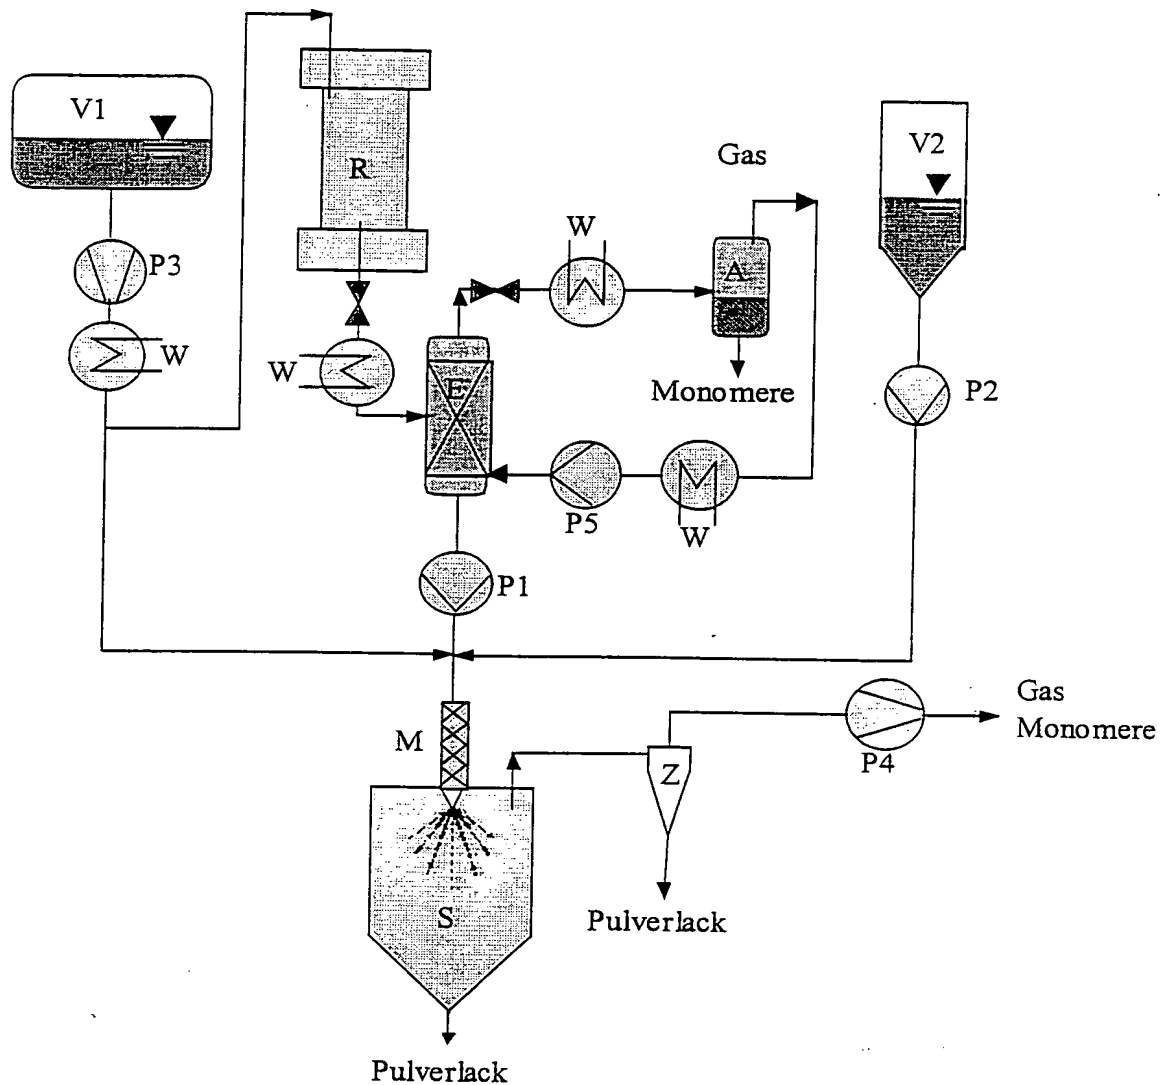 V1
R
V2
Gas
P3
W
A
W
W
E
Monomere
P2
P5
W
P1
Gas
Monomere
M
P4
Z
S
Pulverlack
Pulverlack